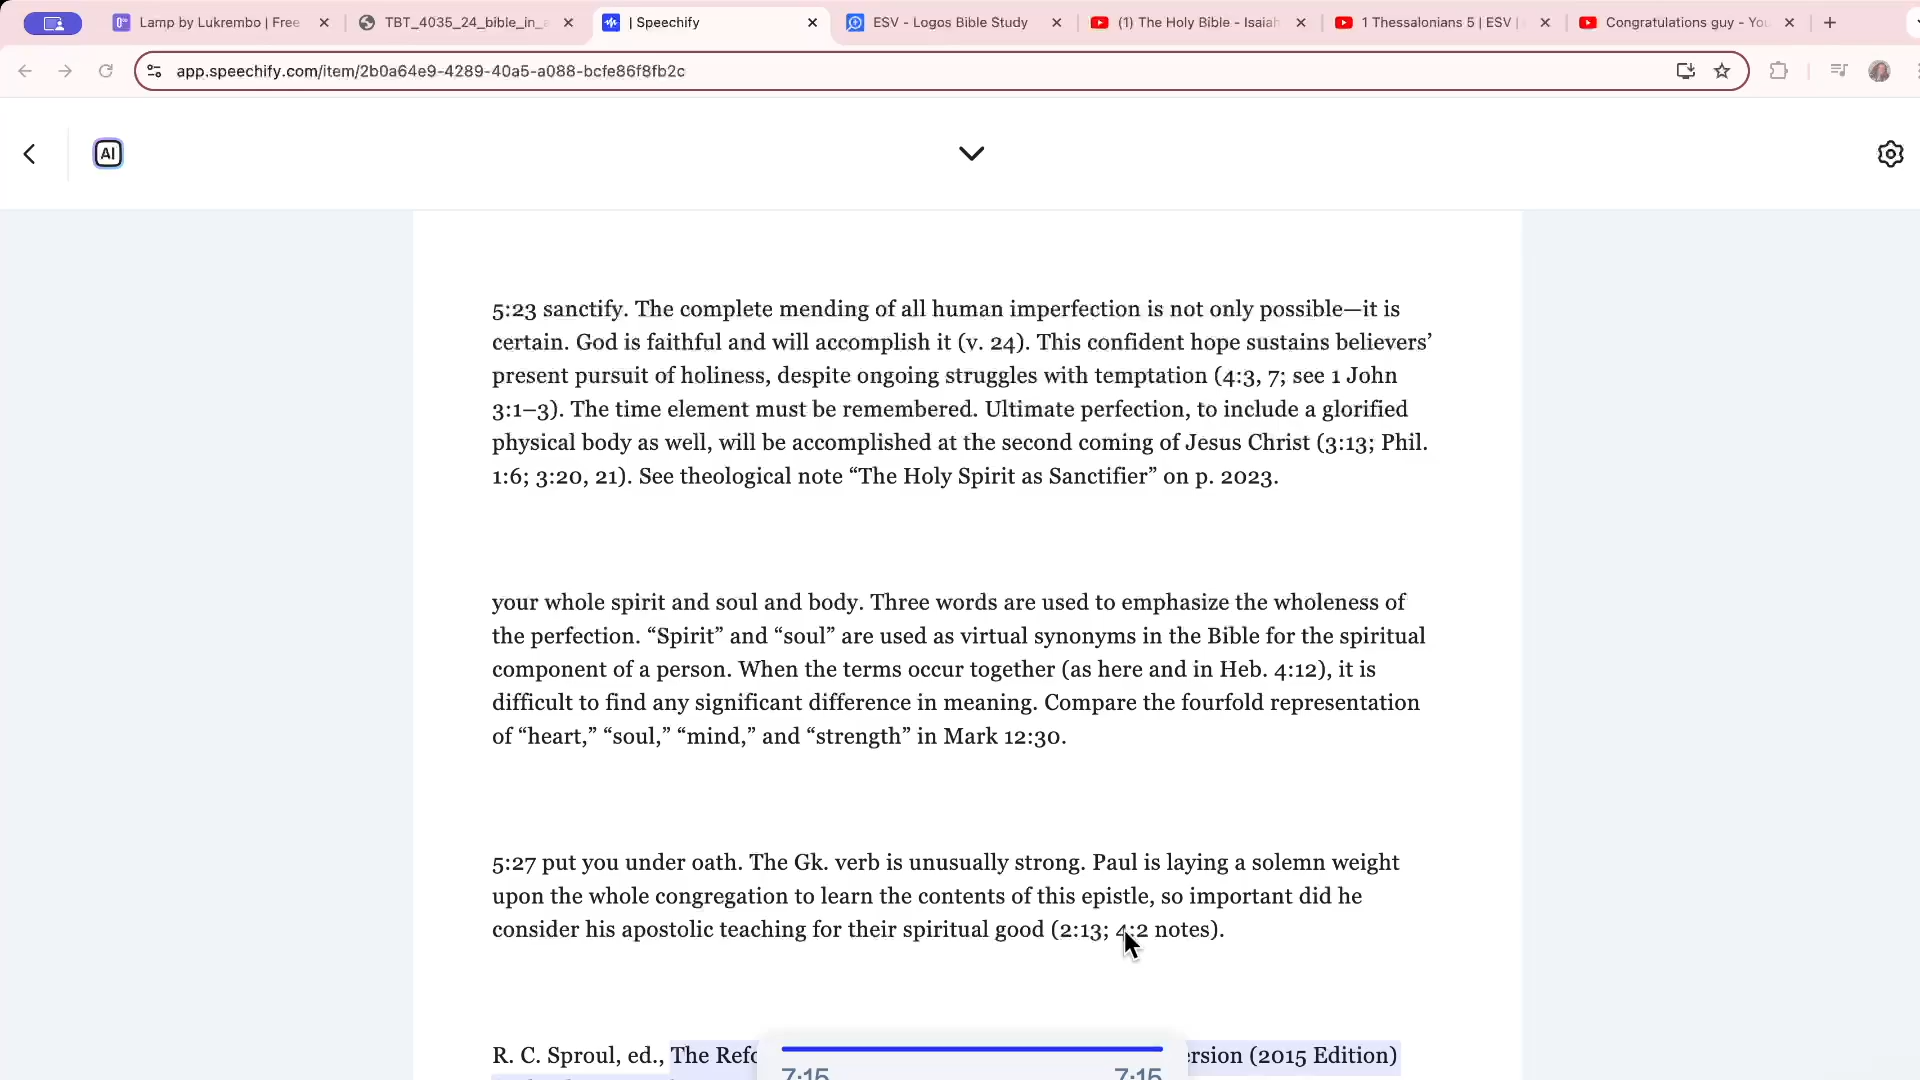 Lamp by Lukrembo | Free
TBT_4035_24_bible_in_a
| Speechify
ESV - Logos Bible Study
(1) The Holy Bible - Isaiah
1 Thessalonians 5 | ESV |
Congratulations guy - You
app.speechify.com/item/2b0a64e9-4289-40a5-a088-bcfe86f8fb2c
AI
5:23 sanctify. The complete mending of all human imperfection is not only possible—it is
certain. God is faithful and will accomplish it (v. 24). This confident hope sustains believers’
present pursuit of holiness, despite ongoing struggles with temptation (4:3, 7; see 1 John
3:1–3). The time element must be remembered. Ultimate perfection, to include a glorified
physical body as well, will be accomplished at the second coming of Jesus Christ (3:13; Phil.
1:6; 3:20, 21). See theological note “The Holy Spirit as Sanctifier” on p. 2023.
your whole spirit and soul and body. Three words are used to emphasize the wholeness of
the perfection. “Spirit” and “soul” are used as virtual synonyms in the Bible for the spiritual
component of a person. When the terms occur together (as here and in Heb. 4:12), it is
difficult to find any significant difference in meaning. Compare the fourfold representation
of “heart,” “soul,” “mind,” and “strength” in Mark 12:30.
5:27 put you under oath. The Gk. verb is unusually strong. Paul is laying a solemn weight
upon the whole congregation to learn the contents of this epistle, so important did he
consider his apostolic teaching for their spiritual good (2:13; 4:2 notes).
R. C. Sproul, ed., The Refo rsion (2015 Edition)
7:15 7:15